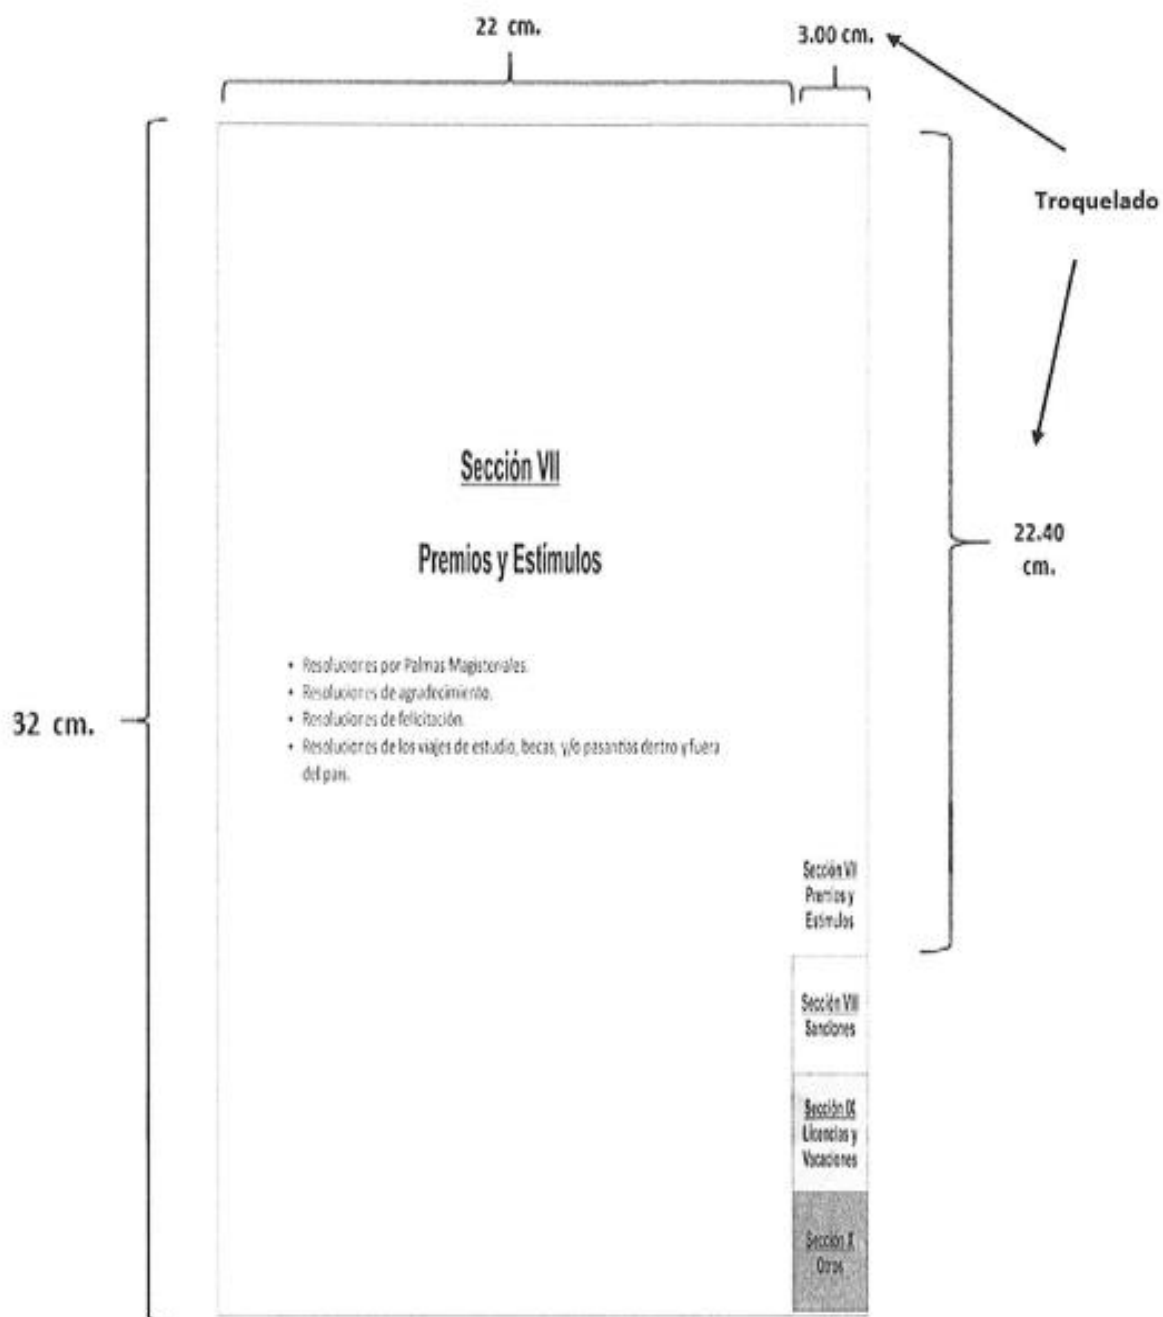 22 cm.
3.00 cm.
Troquelado
Sección VII
22.40
cm.
Premios y Estímulos
• Resoluciones por Palmas Magisteriales.
• Resoluciones de agradecimiento.
• Resoluciones de felicitación.
• Resoluciones de los viajes de estudio, becas, y/o pasantías dentro y fuera
del país.
32 cm.
Sección VII
Premios y
Estímulos
Sección VIII
Sanciones
Sección IX
Licencias y
Vacaciones
Sección X
Otros